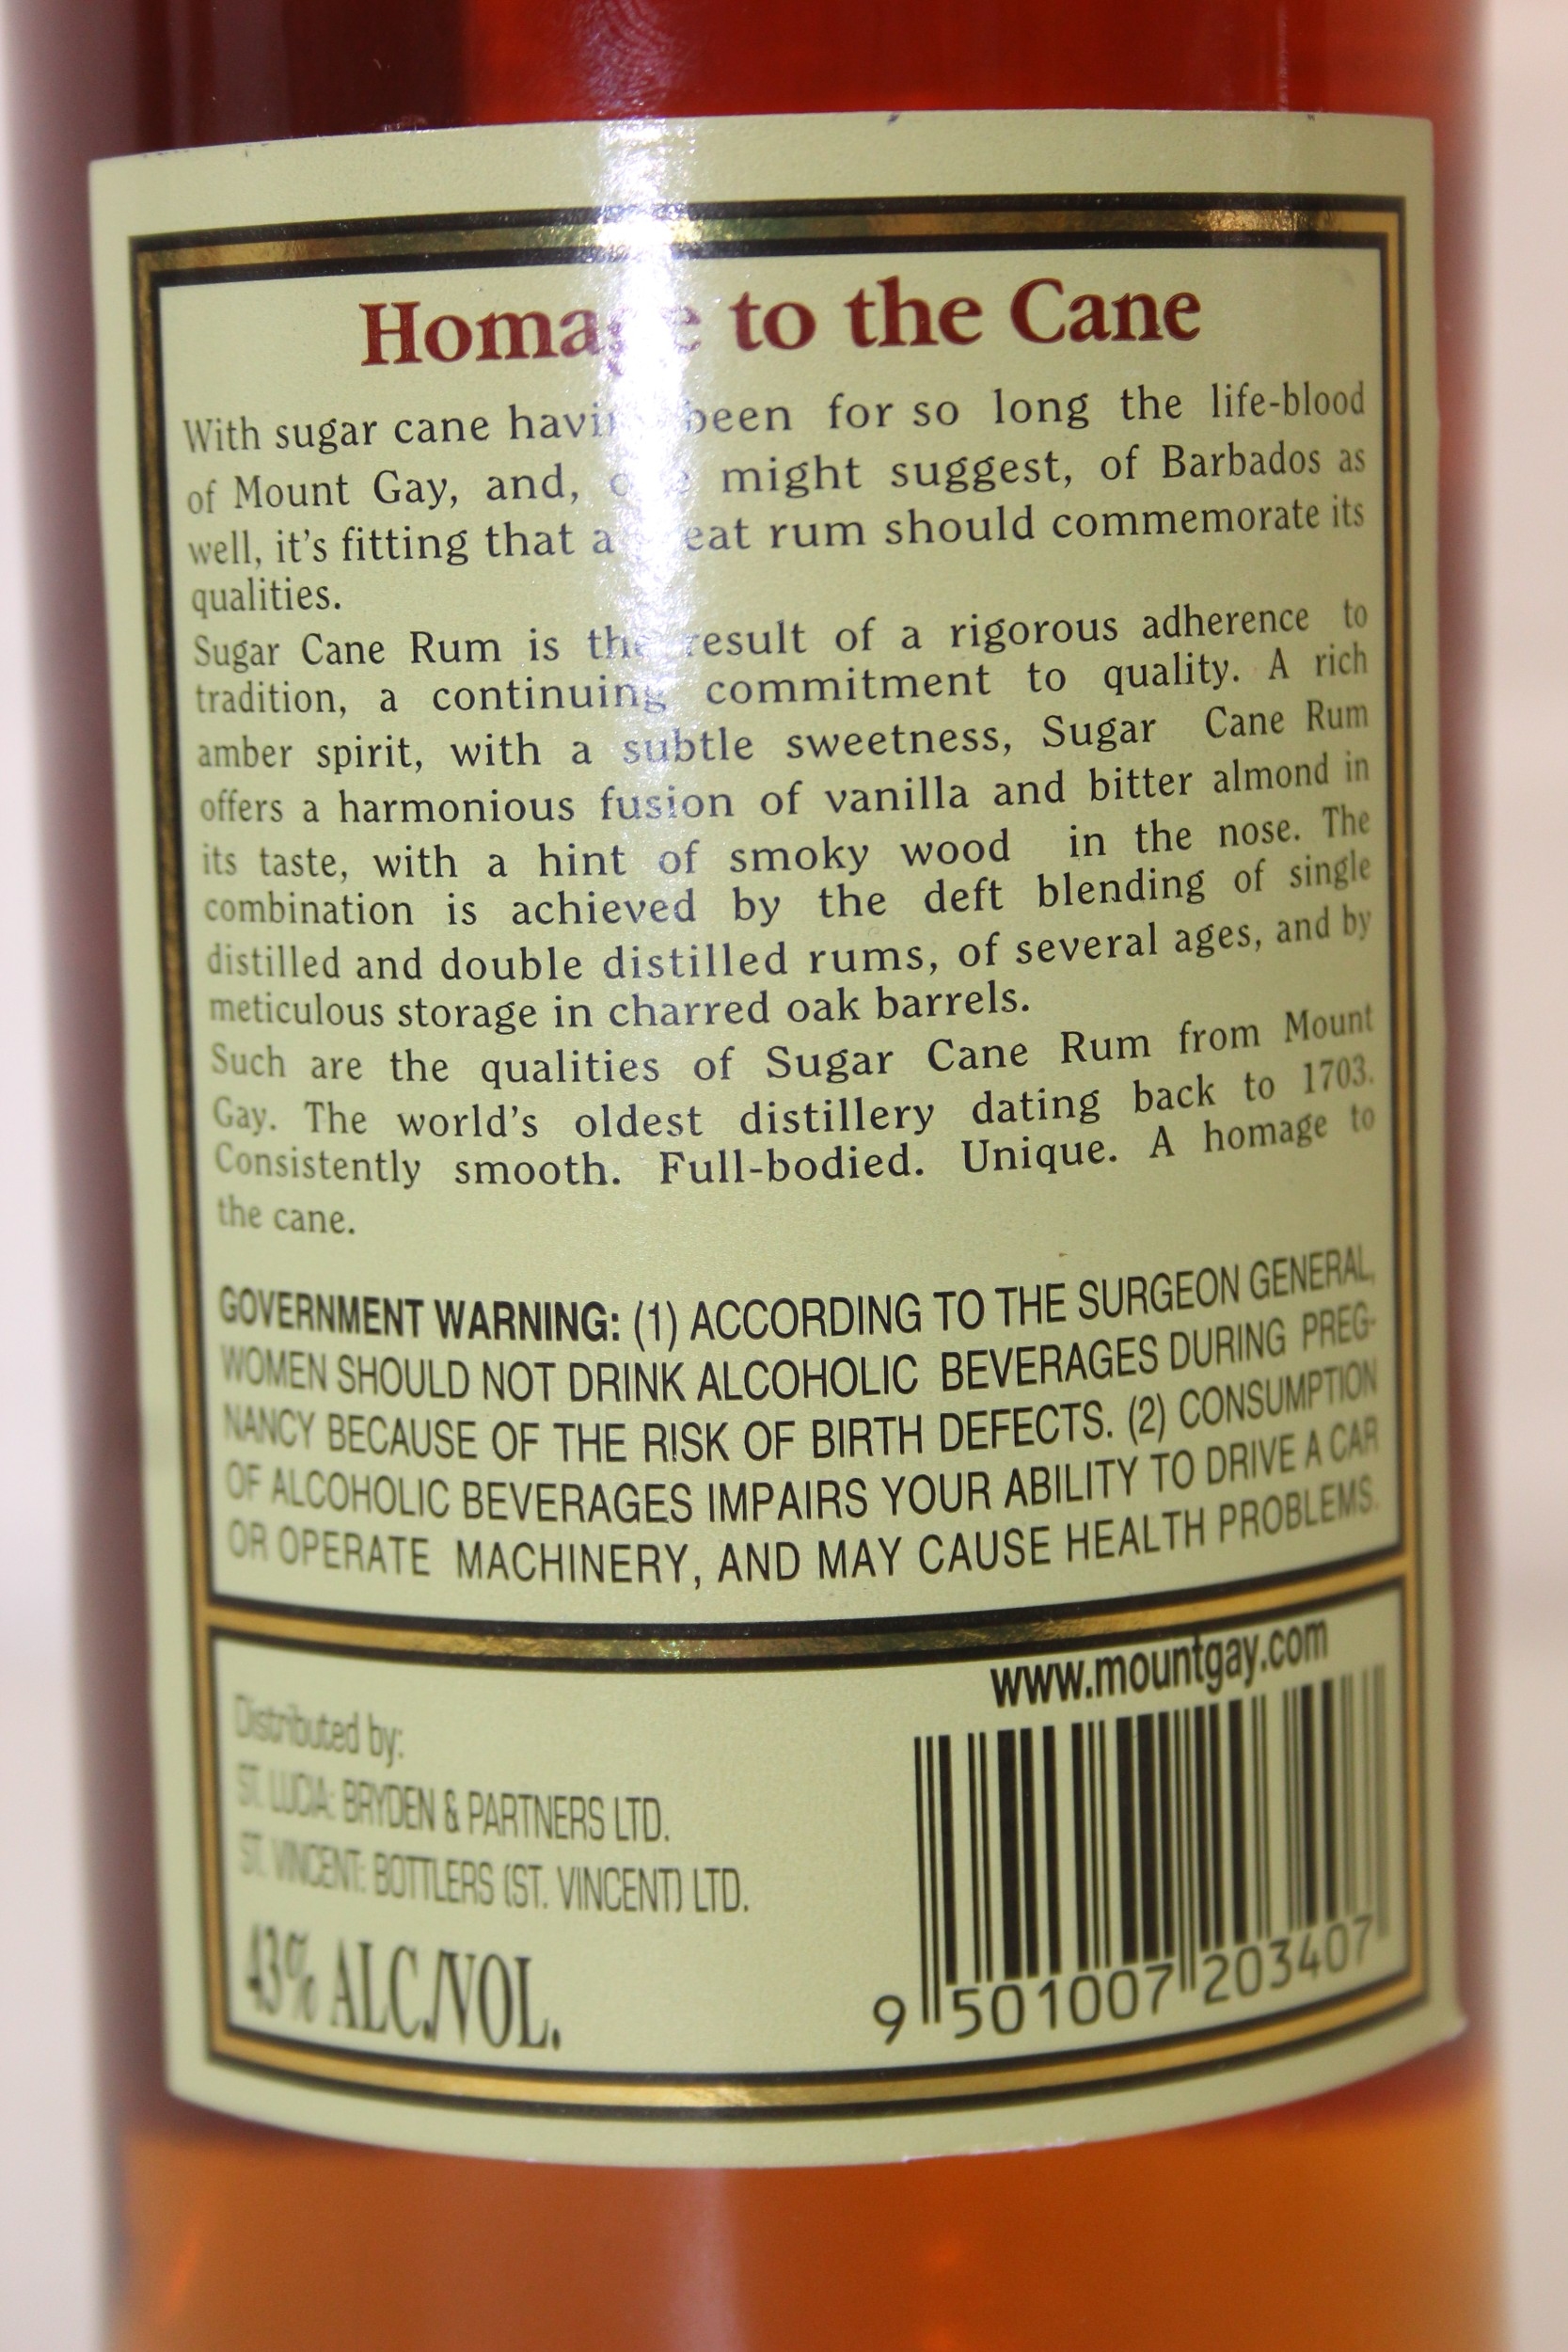 Homage to the Cane
With sugar cane having been for so long the life-blood
of Mount Gay, and, one might suggest, of Barbados as
well, it's fitting that a great rum should commemorate its
qualities.
Sugar Cane Rum is the result of a rigorous adherence to
tradition, a continuing commitment to quality. A rich
amber spirit, with a subtle sweetness, Sugar Cane Rum
offers a harmonious fusion of vanilla and bitter almond in
its taste, with a hint of smoky wood in the nose. The
combination is achieved by the deft blending of single
distilled and double distilled rums, of several ages, and by
meticulous storage in charred oak barrels.
Such are the qualities of Sugar Cane Rum from Mount
Gay. The world's oldest distillery dating back to 1703.
Consistently smooth. Full-bodied. Unique. A homage to
the cane.
GOVERNMENT WARNING: (1) ACCORDING TO THE SURGEON GENERAL,
WOMEN SHOULD NOT DRINK ALCOHOLIC BEVERAGES DURING PREG-
NANCY BECAUSE OF THE RISK OF BIRTH DEFECTS. (2) CONSUMPTION
OF ALCOHOLIC BEVERAGES IMPAIRS YOUR ABILITY TO DRIVE A CAR
OR OPERATE MACHINERY, AND MAY CAUSE HEALTH PROBLEMS.
www.mountgay.com
Distributed by:
ST. LUCIA: BRYDEN & PARTNERS LTD.
ST. VINCENT: BOTTLERS (ST. VINCENT) LTD.
43% ALC./VOL.
9 501007 203407